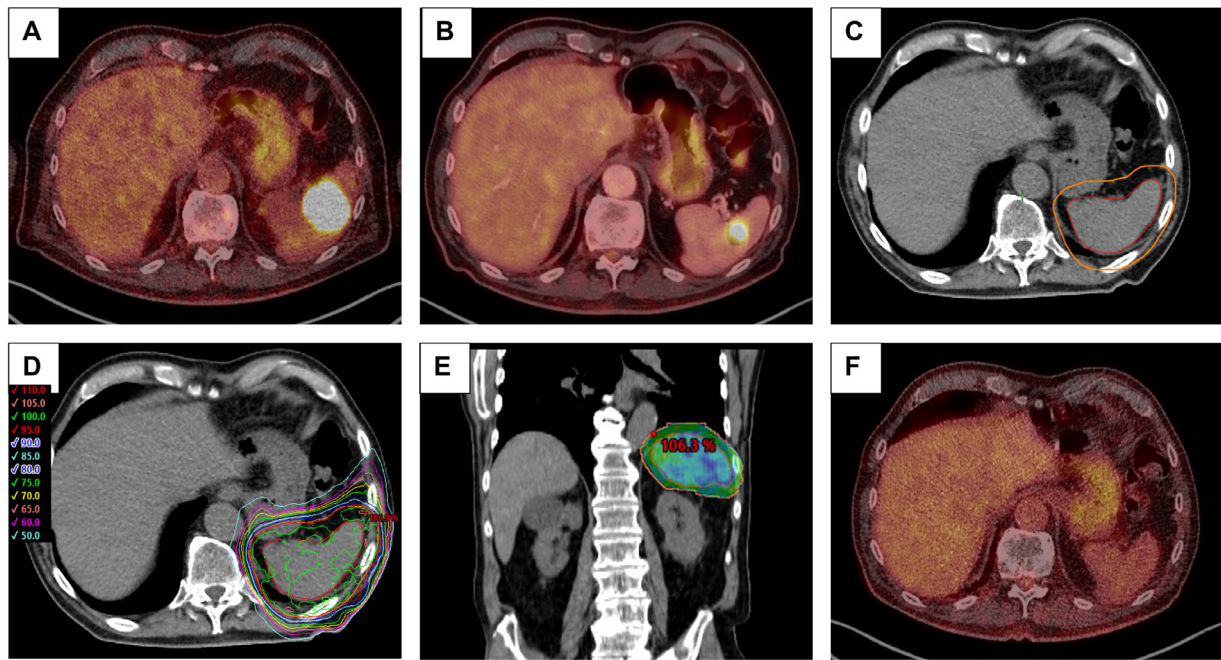 A
B
C
D
✓ 110.0
✓ 105.0
✓ 100.0
✓ 95.0
✓ 90.0
✓ 85.0
✓ 80.0
✓ 75.0
✓ 70.0
✓ 65.0
✓ 60.0
✓ 50.0
E
106.3 %
F